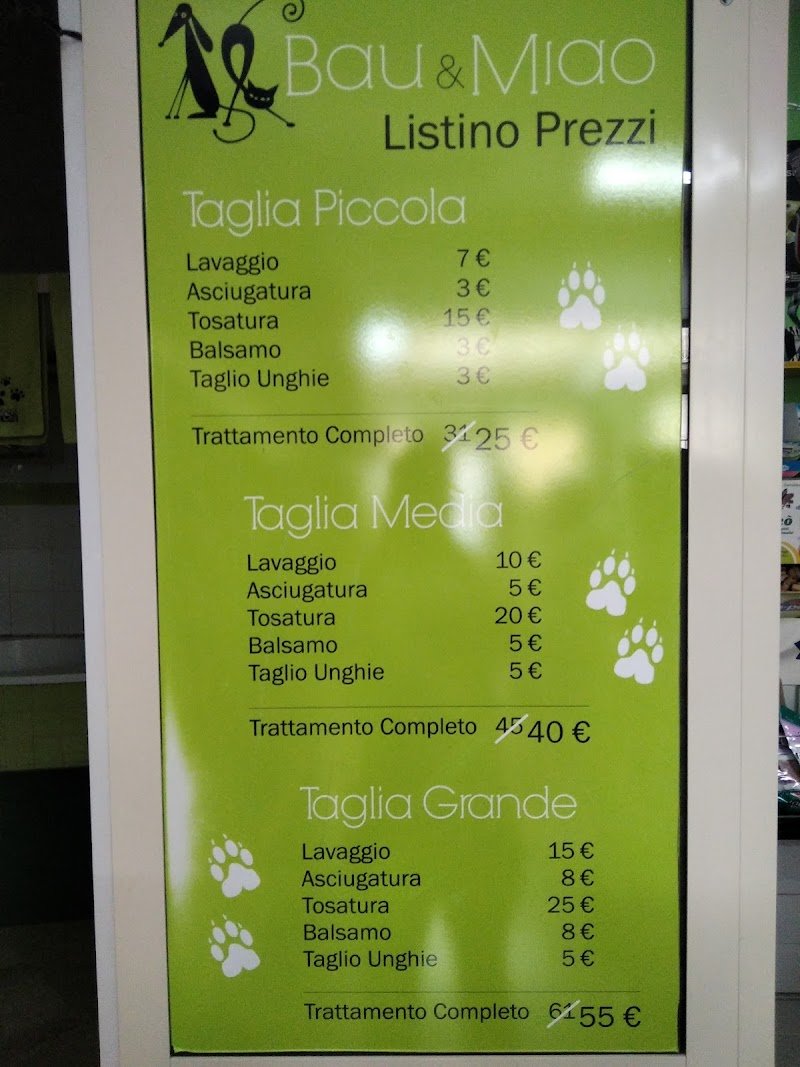 Bau & Miao
Listino Prezzi
Taglia Piccola
Lavaggio 7 €
Asciugatura 3 €
Tosatura 15 €
Balsamo 3 €
Taglio Unghie 3 €
Trattamento Completo 31 25 €
Taglia Media
Lavaggio 10 €
Asciugatura 5 €
Tosatura 20 €
Balsamo 5 €
Taglio Unghie 5 €
Trattamento Completo 45 40 €
Taglia Grande
Lavaggio 15 €
Asciugatura 8 €
Tosatura 25 €
Balsamo 8 €
Taglio Unghie 5 €
Trattamento Completo 61 55 €